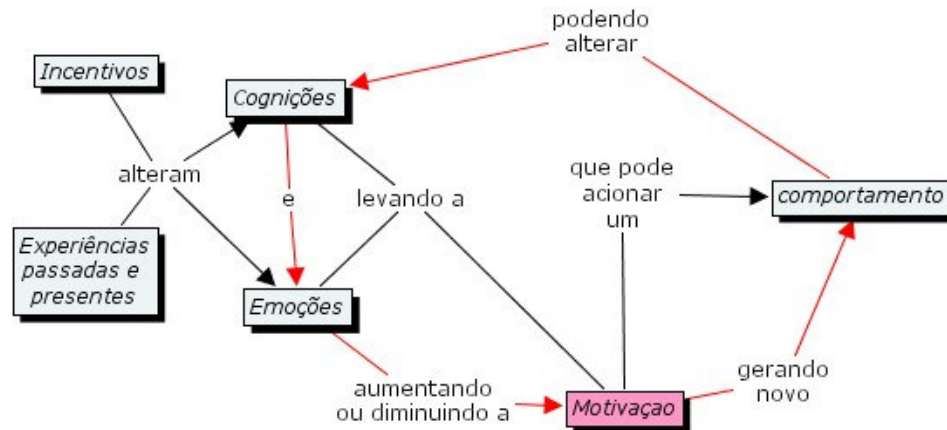 podendo
alterar
Incentivos
Cognições
alteram
e
levando a
que pode
acionar
um
comportamento
Experiências
passadas e
presentes
Emoções
aumentando
ou diminuindo a
Motivaçao
gerando
novo